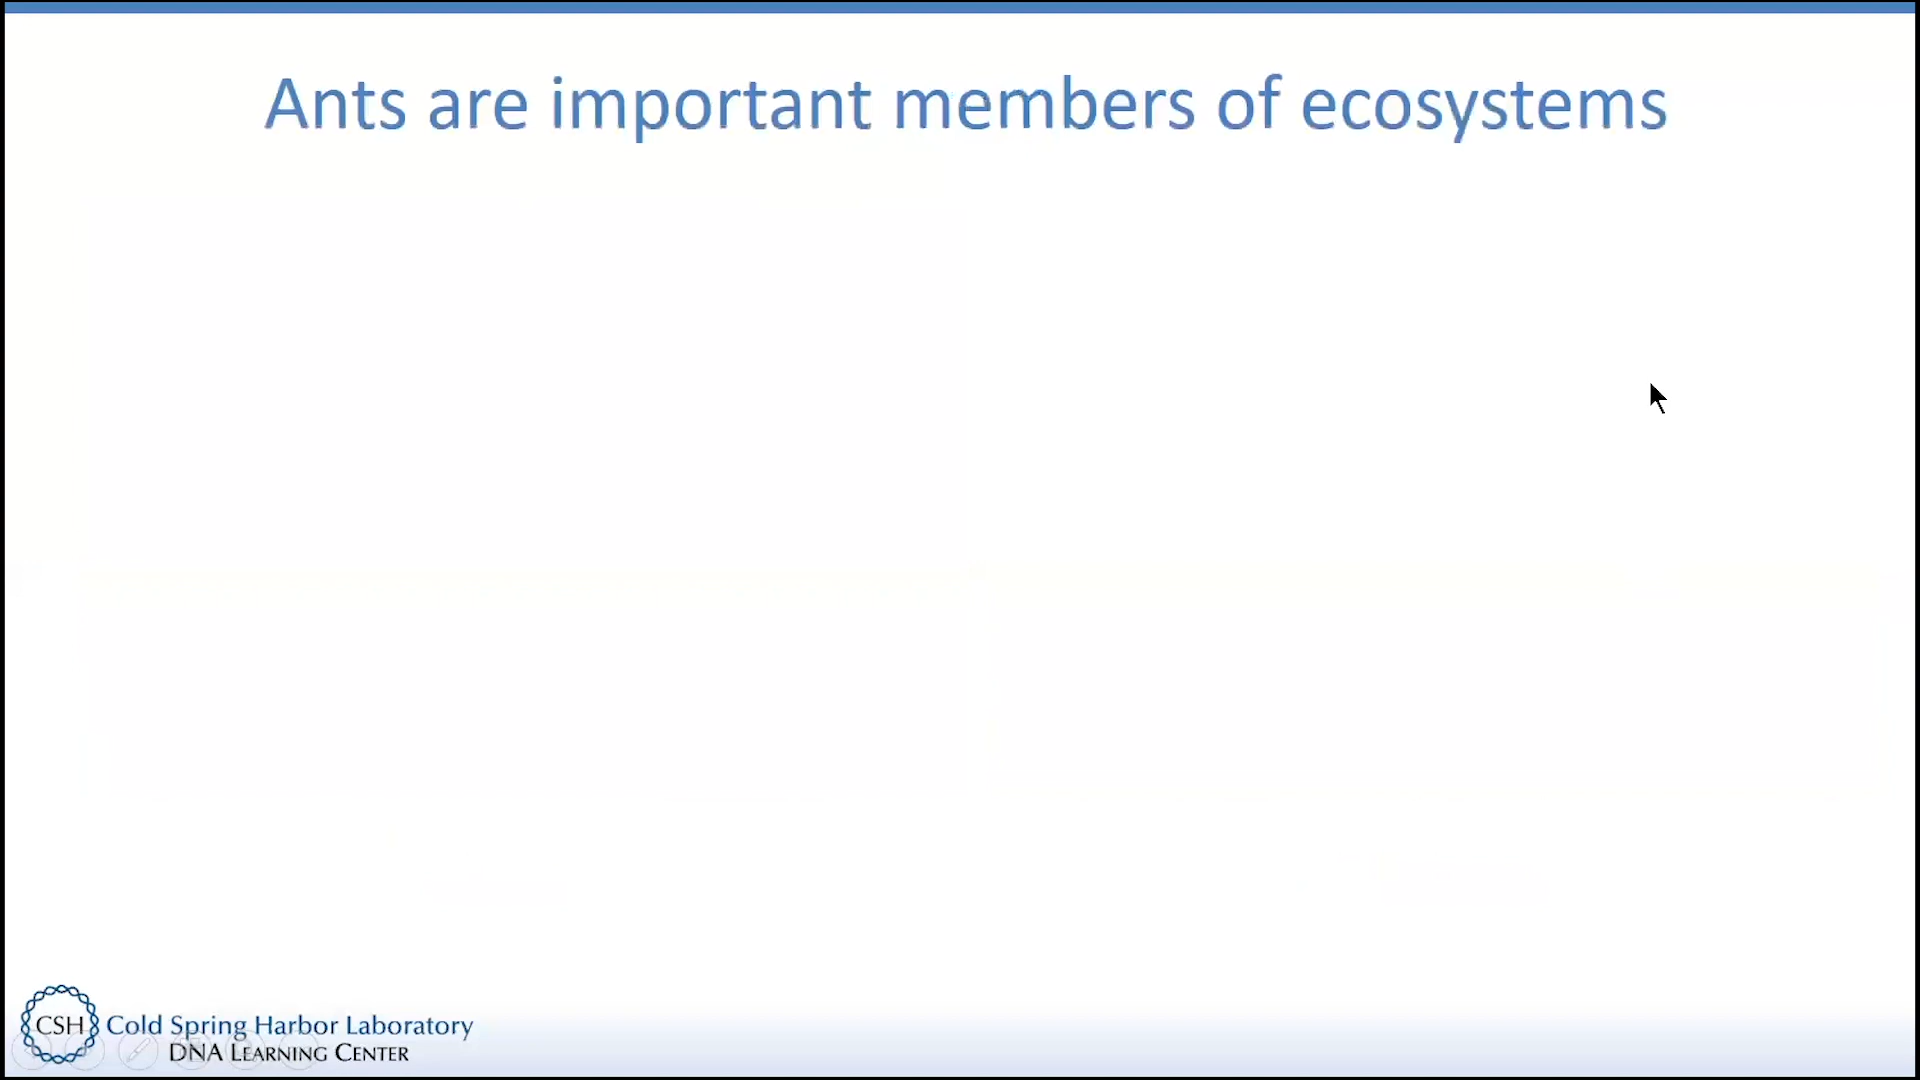 Ants are important members of ecosystems
CSH
Cold Spring Harbor Laboratory
DNA LEARNING CENTER